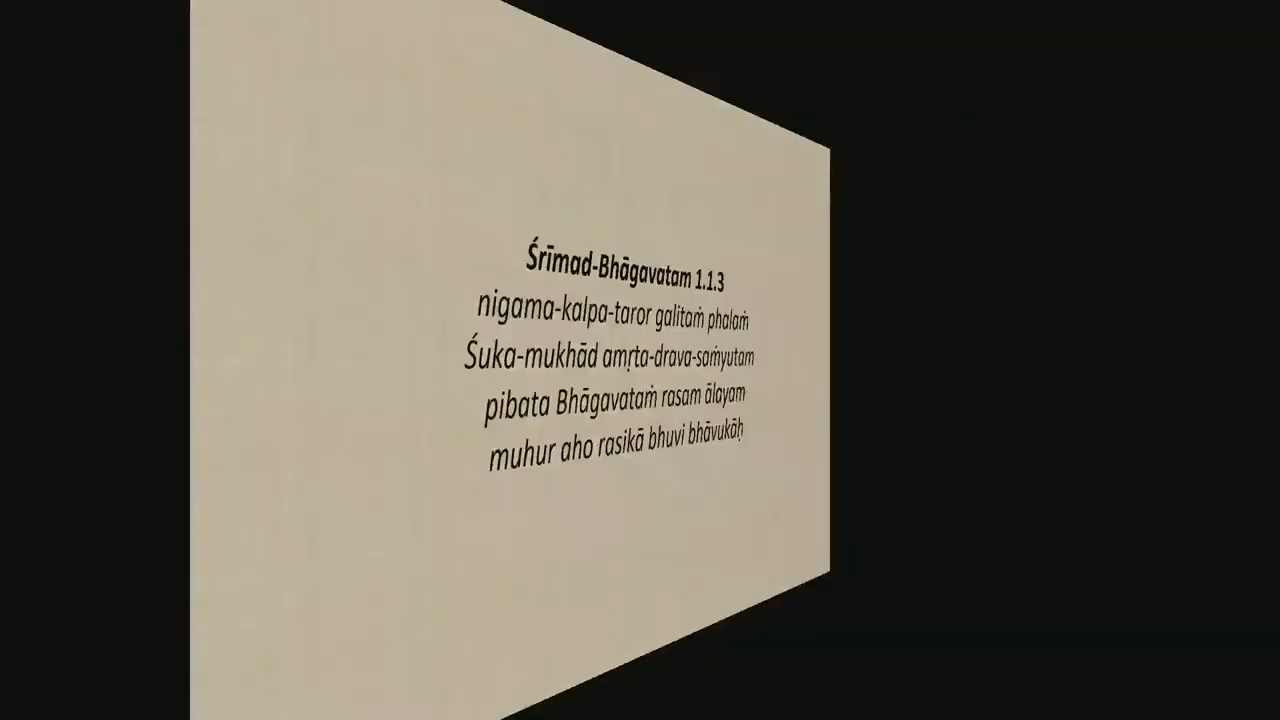 Śrīmad-Bhāgavatam 1.1.3
nigama-kalpa-taror galitaṁ phalaṁ
Śuka-mukhād amṛta-drava-saṁyutam
pibata Bhāgavataṁ rasam ālayam
muhur aho rasikā bhuvi bhāvukāḥ